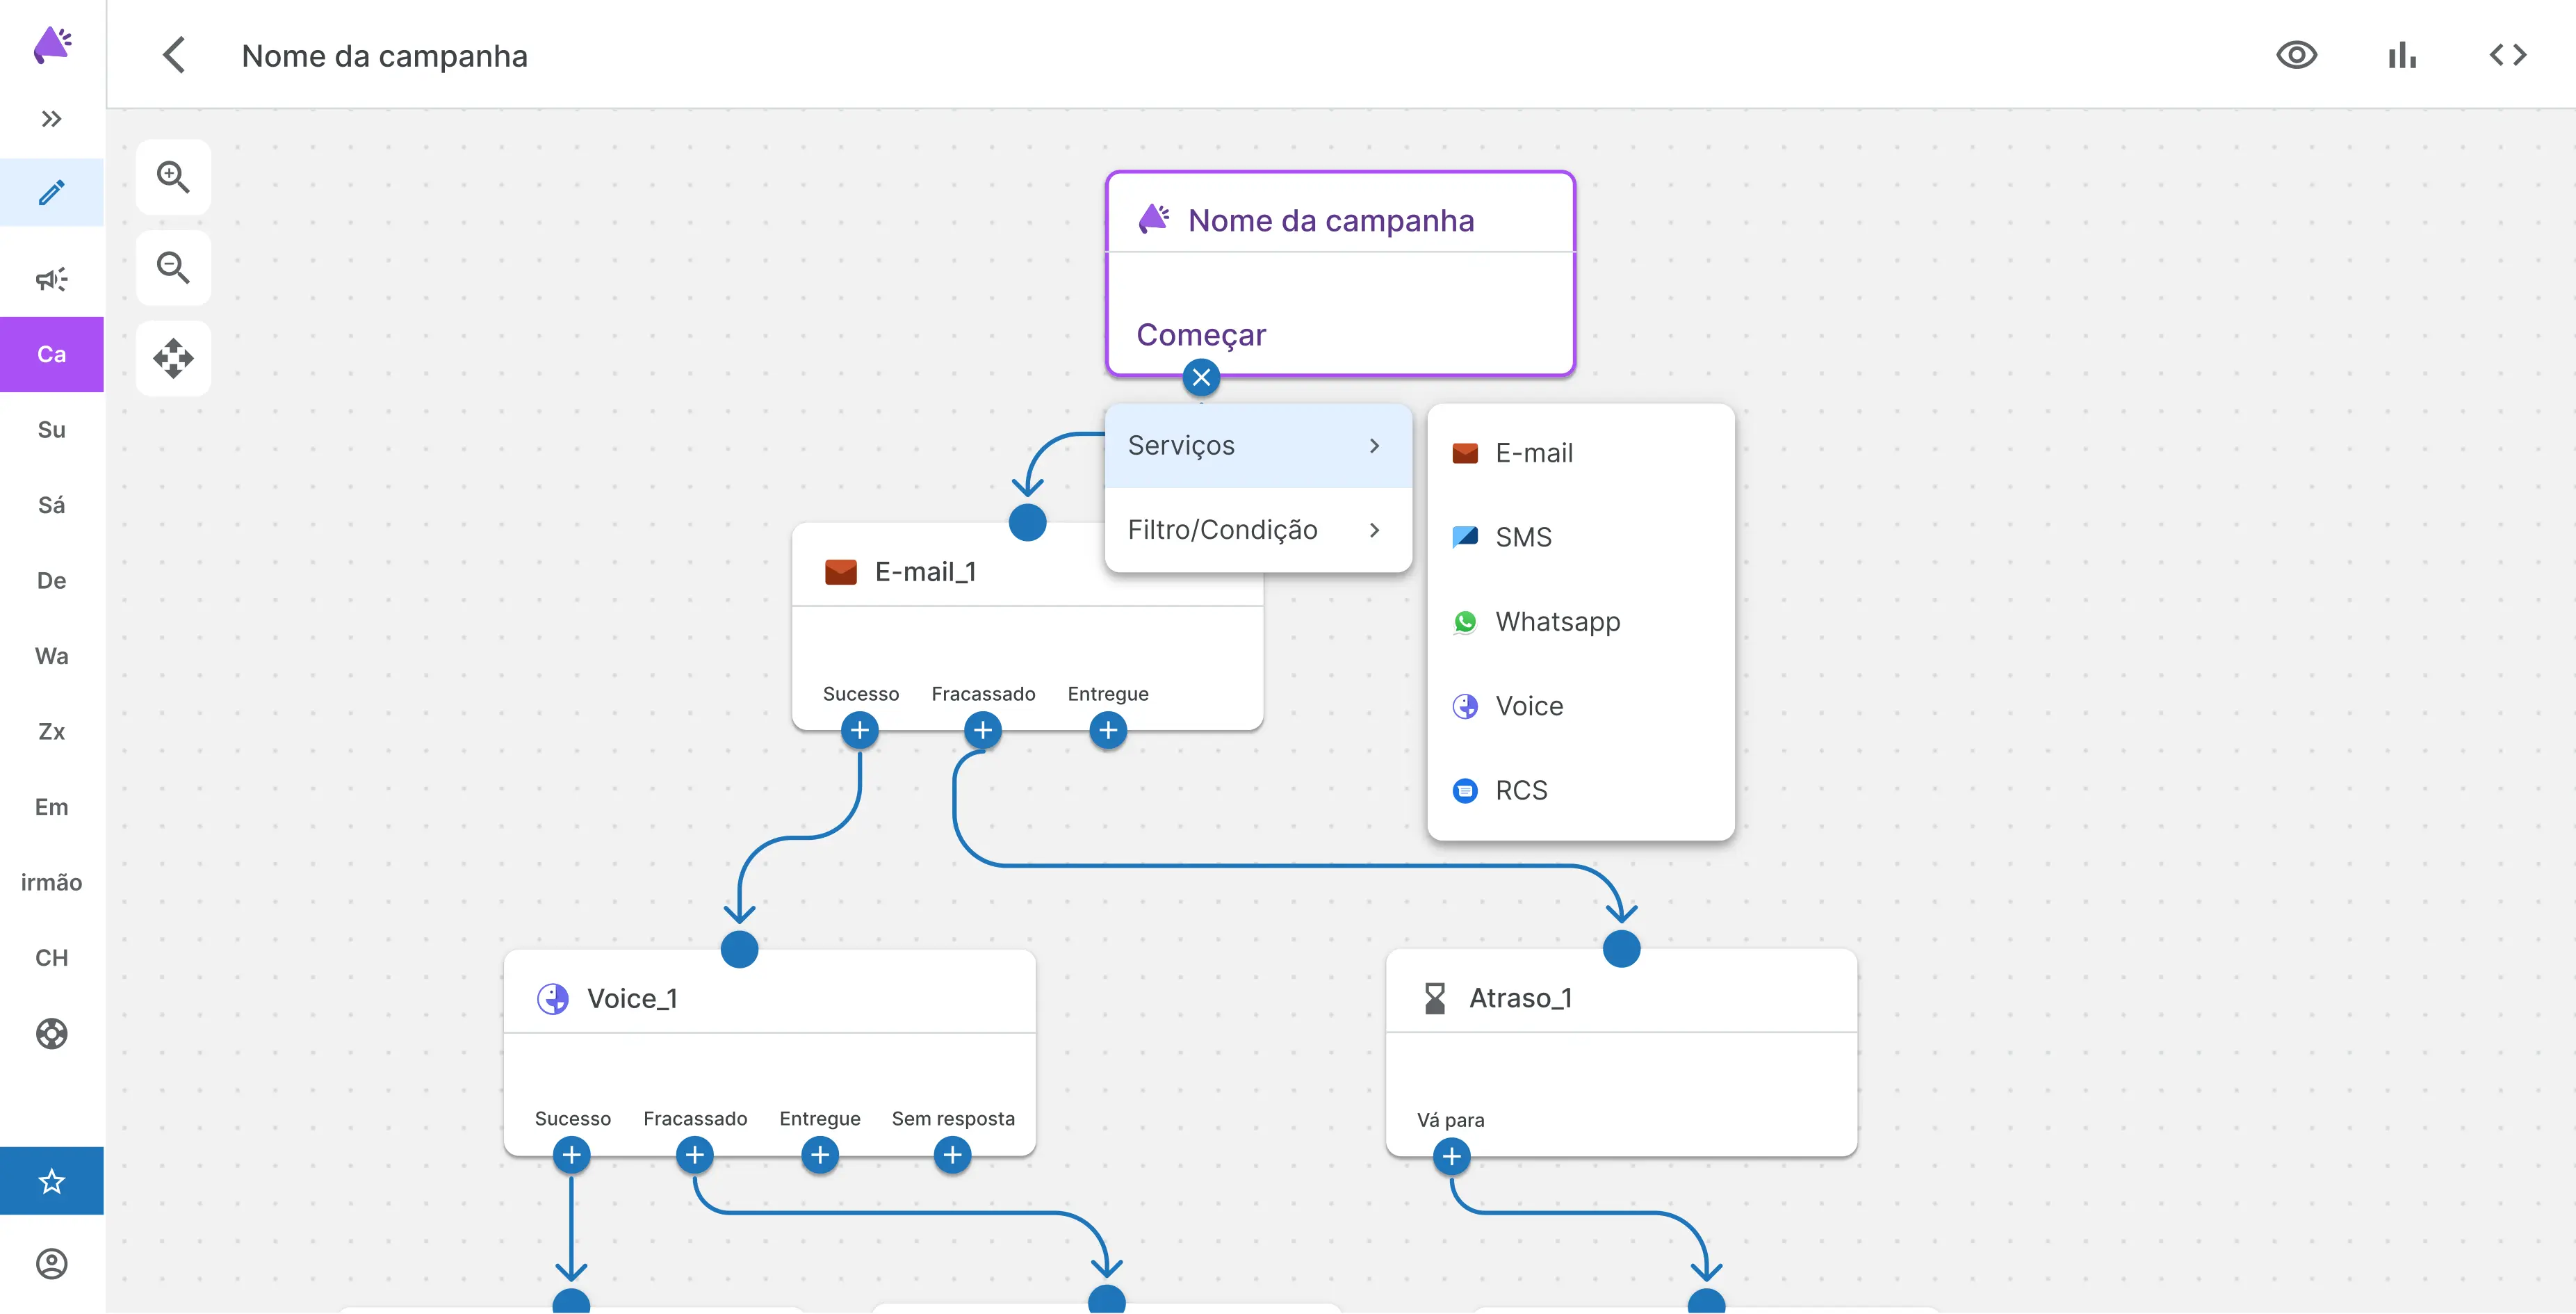 Nome da campanha
Ca
Su
Sá
De
Wa
Zx
Em
irmão
CH
Nome da campanha
Começar
Serviços
Filtro/Condição
E-mail
SMS
Whatsapp
Voice
RCS
E-mail_1
Sucesso Fracassado Entregue
Voice_1
Sucesso Fracassado Entregue Sem resposta
Atraso_1
Vá para